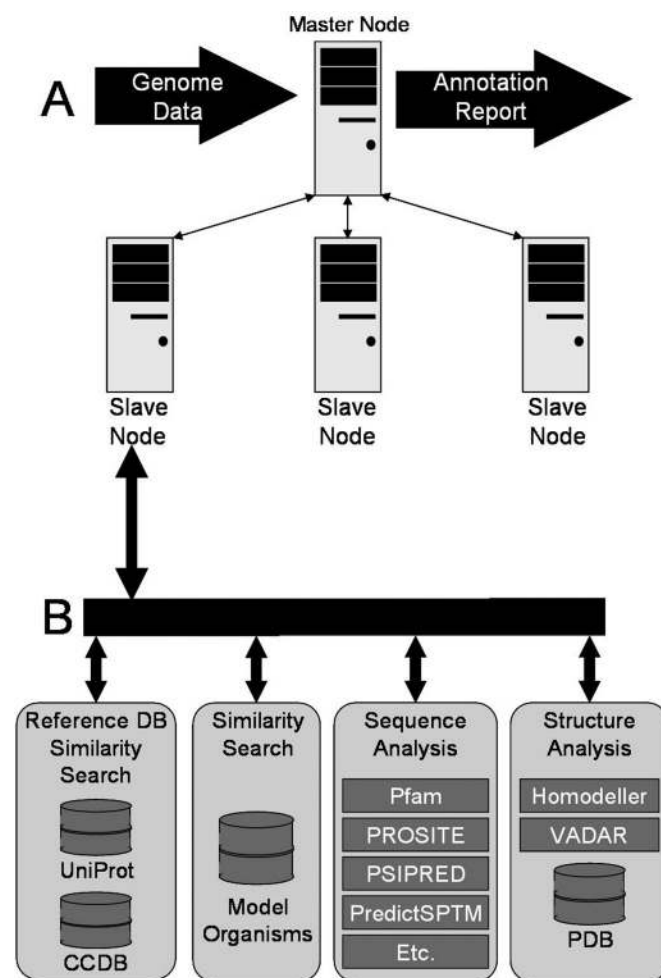 Master Node
A
Genome
Data
Annotation
Report
Slave
Node
Slave
Node
Slave
Node
B
Reference DB
Similarity
Search
UniProt
CCDB
Similarity
Search
Model
Organisms
Sequence
Analysis
Pfam
PROSITE
PSIPRED
PredictSPTM
Etc.
Structure
Analysis
Homodeller
VADAR
PDB